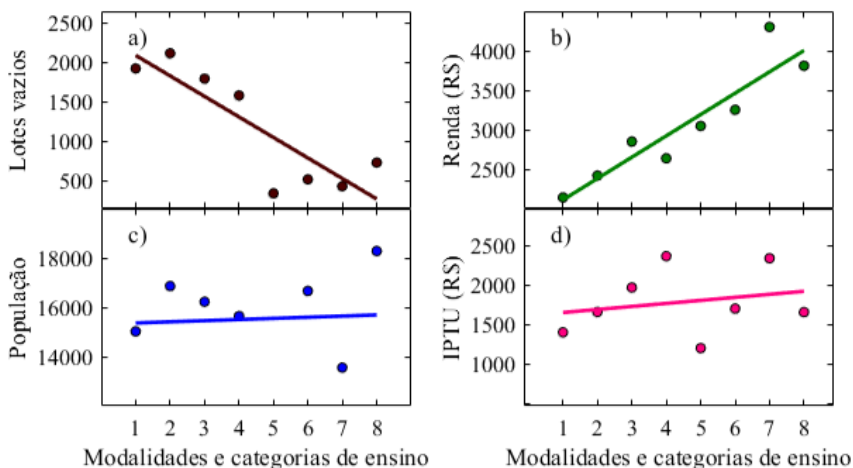 a)
Lotes vazios
2500
2000
1500
1000
500
b)
Renda (RS)
4000
3500
3000
2500
c)
População
18000
16000
14000
1 2 3 4 5 6 7 8
Modalidades e categorias de ensino
d)
IPTU (RS)
2500
2000
1500
1000
1 2 3 4 5 6 7 8
Modalidades e categorias de ensino